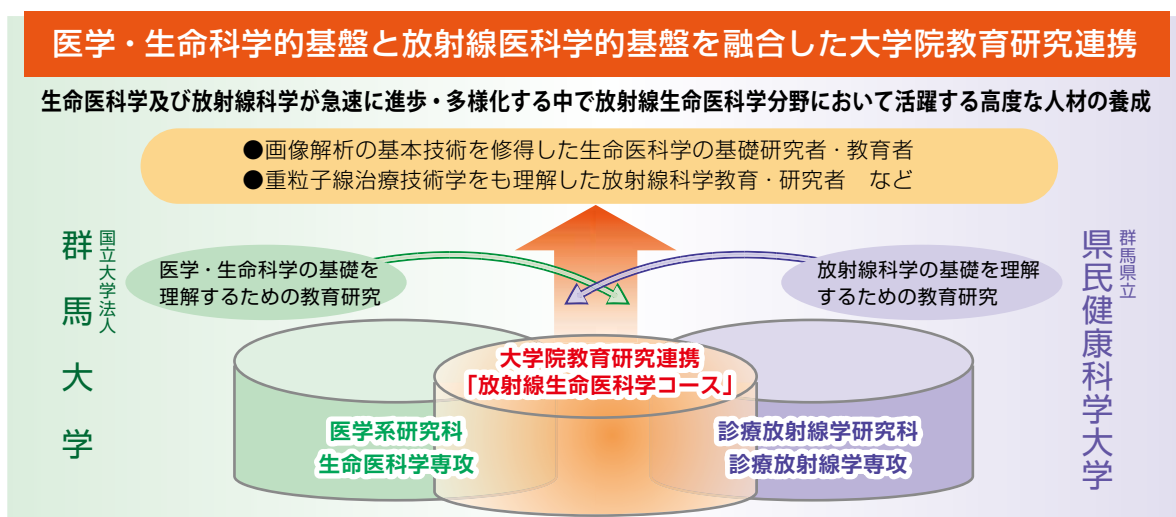 医学・生命科学的基盤と放射線医科学的基盤を融合した大学院教育研究連携
生命医科学及び放射線科学が急速に進歩・多様化する中で放射線生命医科学分野において活躍する高度な人材の養成
●画像解析の基本技術を修得した生命医科学の基礎研究者・教育者
●重粒子線治療技術学をも理解した放射線科学教育・研究者　など
国立大学法人
群馬大学
医学・生命科学の基礎を
理解するための教育研究
放射線科学の基礎を理解
するための教育研究
群馬県立
県民健康科学大学
大学院教育研究連携
「放射線生命医科学コース」
医学系研究科
生命医科学専攻
診療放射線学研究科
診療放射線学専攻